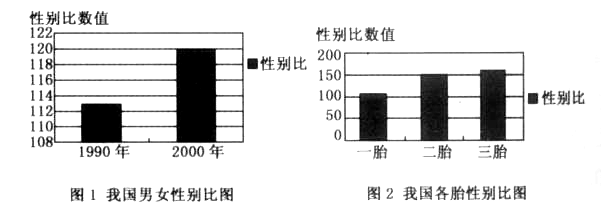 性别比数值
122
120
118
116
114
112
110
108
1990 年
2000 年
■性别比
图 1 我国男女性别比图
性别比数值
200
150
100
50
0
一胎
二胎
三胎
■性别比
图 2 我国各胎性别比图